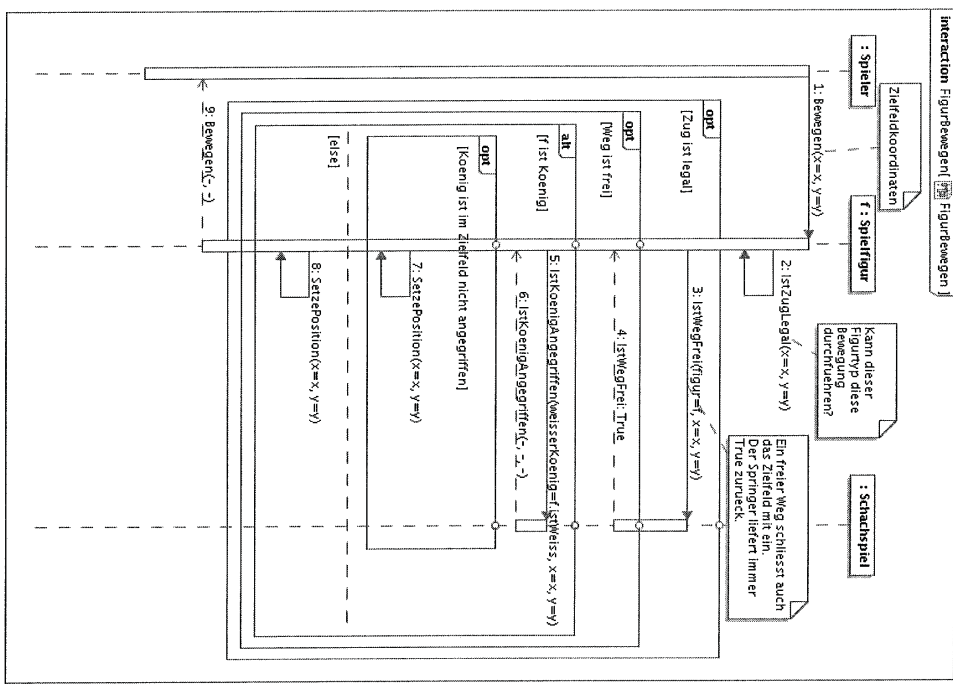 interaction FigurBewegen[ FigurBewegen ]
: Spieler
f : Spielfigur
: Schachspiel
Zielfeldkoordinaten
Kann dieser
Figurtyp diese
Bewegung
durchfuehren?
Ein freier Weg schliesst auch
das Zielfeld mit ein.
Der Springer liefert immer
True zurueck.
1: Bewegen(x=x, y=y)
2: IstZugLegal(x=x, y=y)
opt
[Zug ist legal]
3: IstWegFrei(figur=f, x=x, y=y)
4: IstWegFrei: True
opt
[Weg ist frei]
alt
[f ist Koenig]
5: IstKoenigAngegriffen(weisserKoenig=f.istWeiss, x=x, y=y)
6: IstKoenigAngegriffen(-, -, -)
opt
[Koenig ist im Zielfeld nicht angegriffen]
7: SetzePosition(x=x, y=y)
[else]
8: SetzePosition(x=x, y=y)
9: Bewegen(-, -)